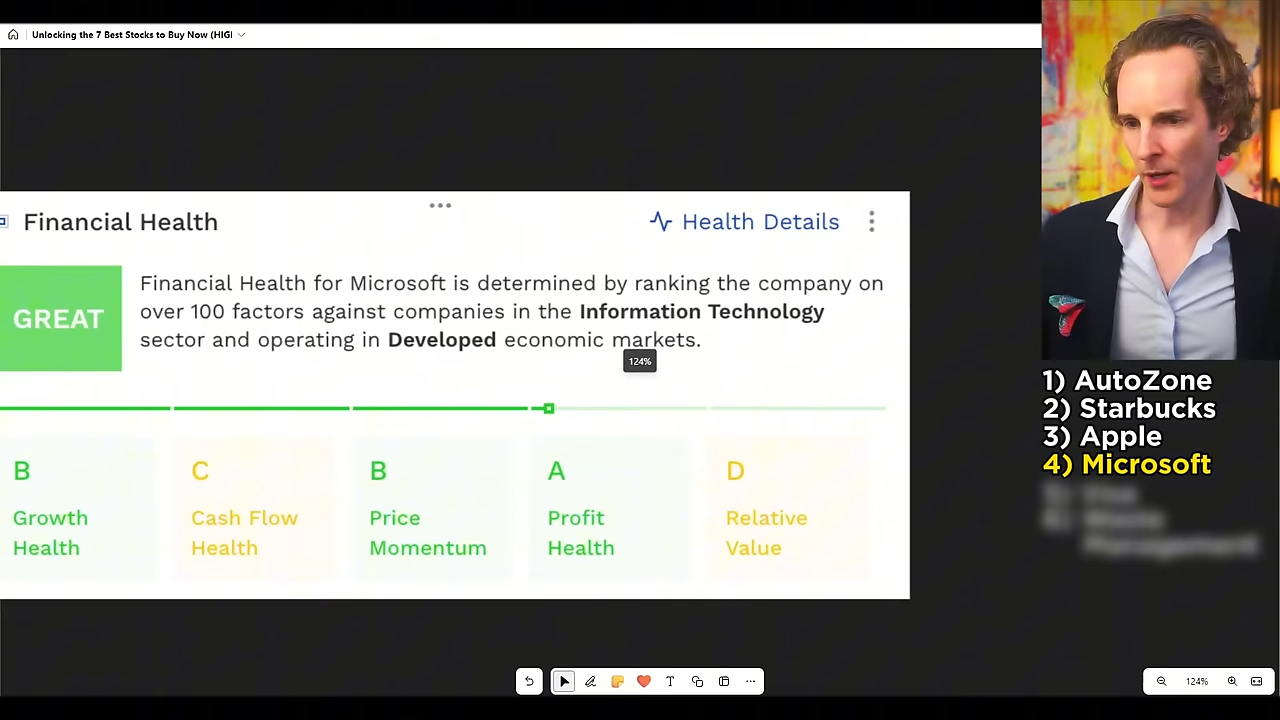 Unlocking the 7 Best Stocks to Buy Now (HIGH
Financial Health
Health Details
GREAT
Financial Health for Microsoft is determined by ranking the company on
over 100 factors against companies in the Information Technology
sector and operating in Developed economic markets.
124%
B
Growth
Health
C
Cash Flow
Health
B
Price
Momentum
A
Profit
Health
D
Relative
Value
1) AutoZone
2) Starbucks
3) Apple
4) Microsoft
T
124%